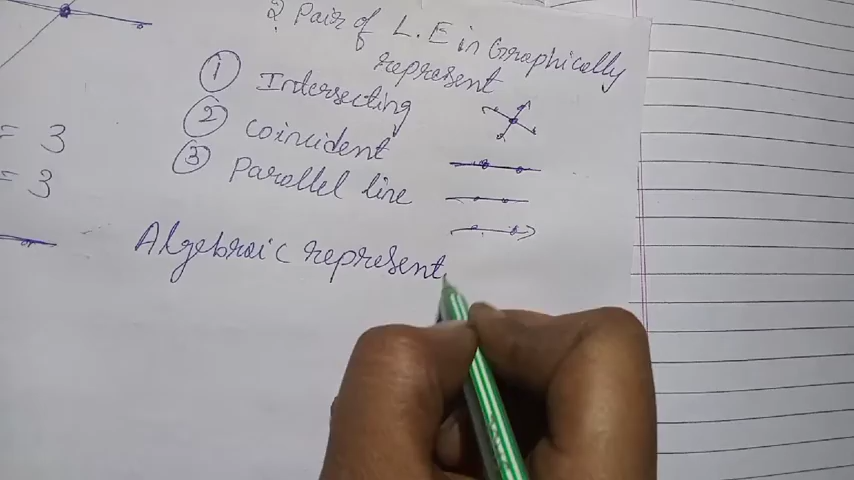 2 Pair of L.E in Graphically
represent
1 Intersecting
2 coincident
3 Parallel line
= 3
= 3
Algebraic represent